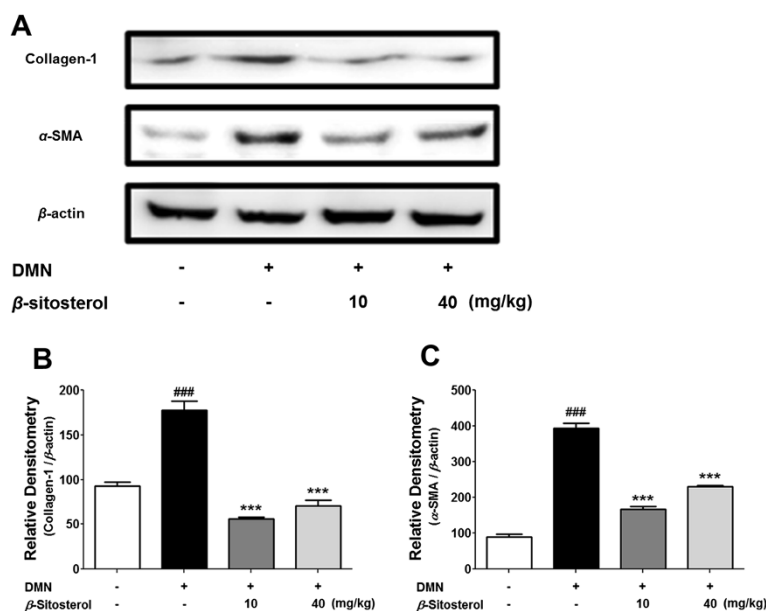 A
Collagen-1
α-SMA
β-actin
DMN - + + +
β-sitosterol - - 10 40 (mg/kg)
B
Relative Densitometry
(Collagen-1 / β-actin)
200
150
100
50
0
###
***
***
DMN - + + +
β-Sitosterol - - 10 40 (mg/kg)
C
Relative Densitometry
(α-SMA / β-actin)
500
400
300
200
100
0
###
***
***
DMN - + + +
β-Sitosterol - - 10 40 (mg/kg)